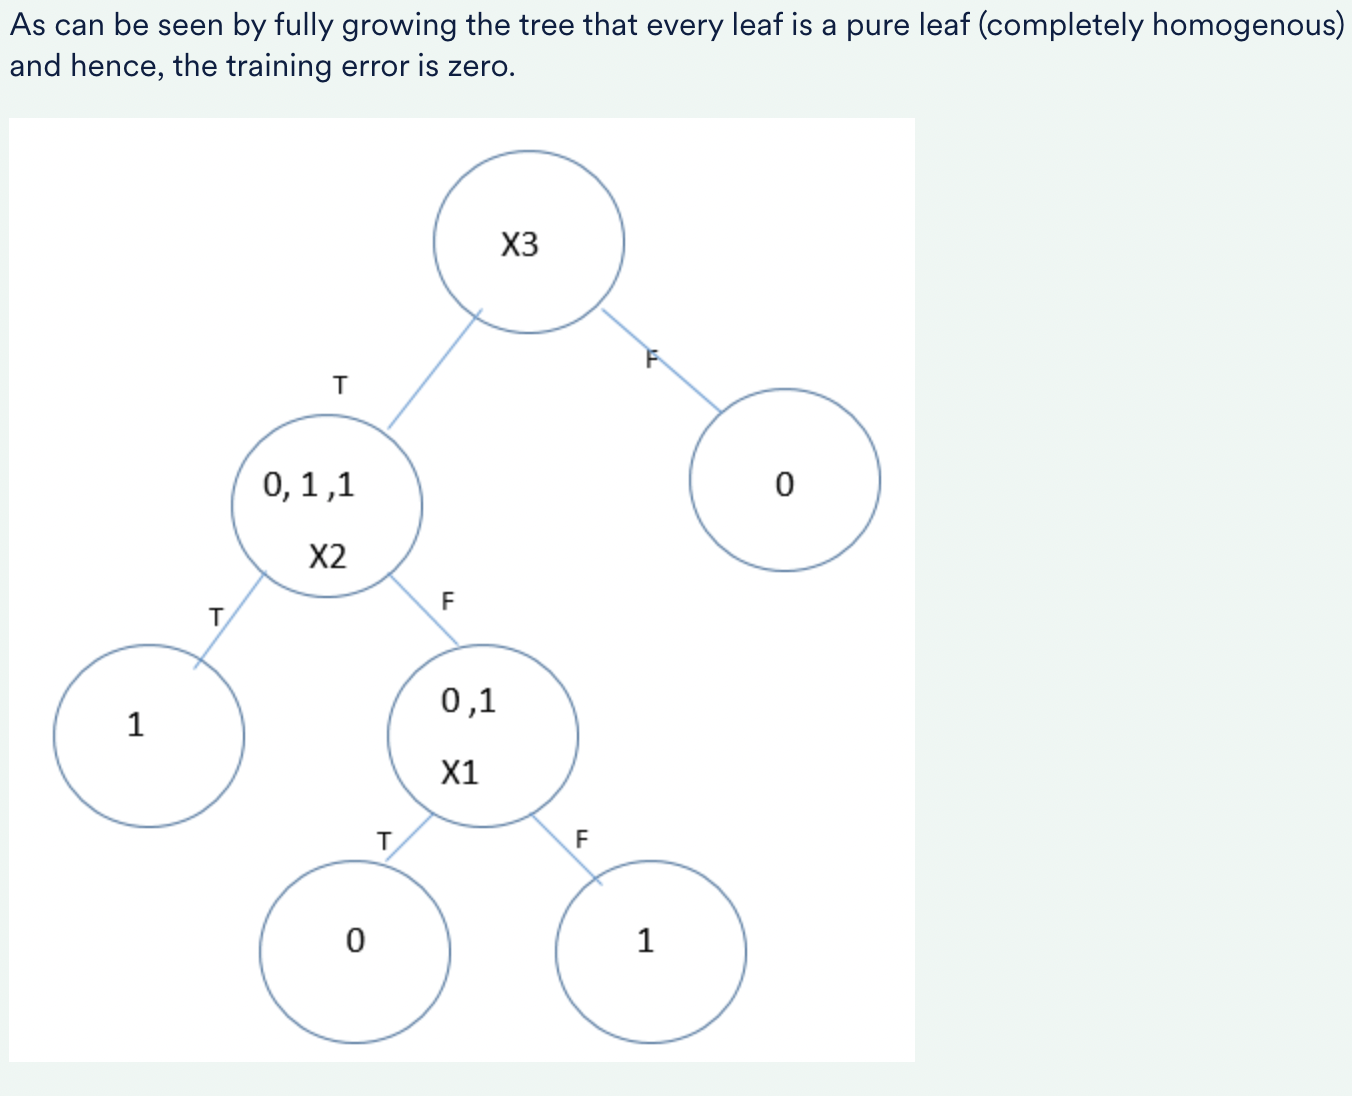 As can be seen by fully growing the tree that every leaf is a pure leaf (completely homogenous)
and hence, the training error is zero.
X3
T
F
0, 1 ,1
X2
0
T
F
1
0 ,1
X1
T
F
0
1